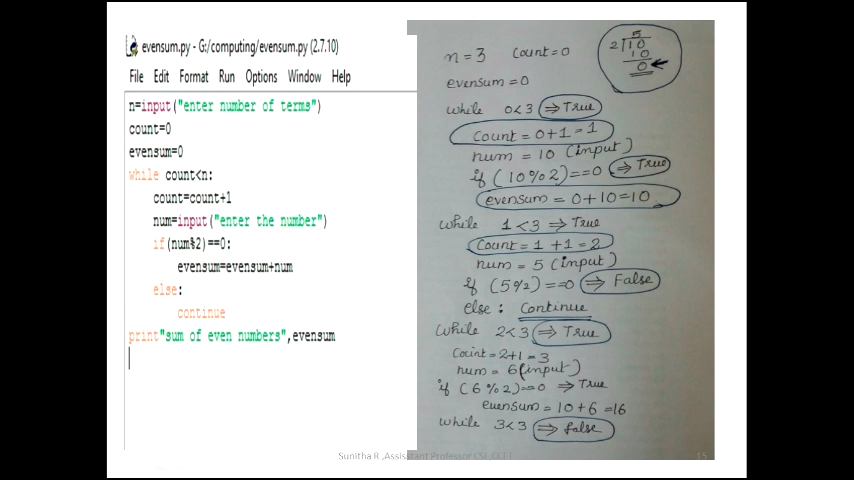 evensum.py - G:/computing/evensum.py (2.7.10)
File Edit Format Run Options Window Help
n=input("enter number of terms")
count=0
evensum=0
while count<n:
count=count+1
num=input("enter the number")
if(num%2)==0:
evensum=evensum+num
else:
continue
print"sum of even numbers",evensum
n=3 Count=0
evenSum=0
while 0<3 ⇒ True
Count = 0+1 = 1
num = 10 (input)
if (10%2)==0 ⇒ True
evensum = 0+10=10
while 1<3 ⇒ True
Count = 1+1=2
num = 5 (input)
if (5%2)==0 ⇒ False
else: Continue
while 2<3 ⇒ True
Count=2+1=3
num = 6(input)
if (6%2)==0 ⇒ True
evensum = 10+6=16
while 3<3 ⇒ false
5
2 10
10
0
Sunitha R ,Assisstant Professor CSE,
15